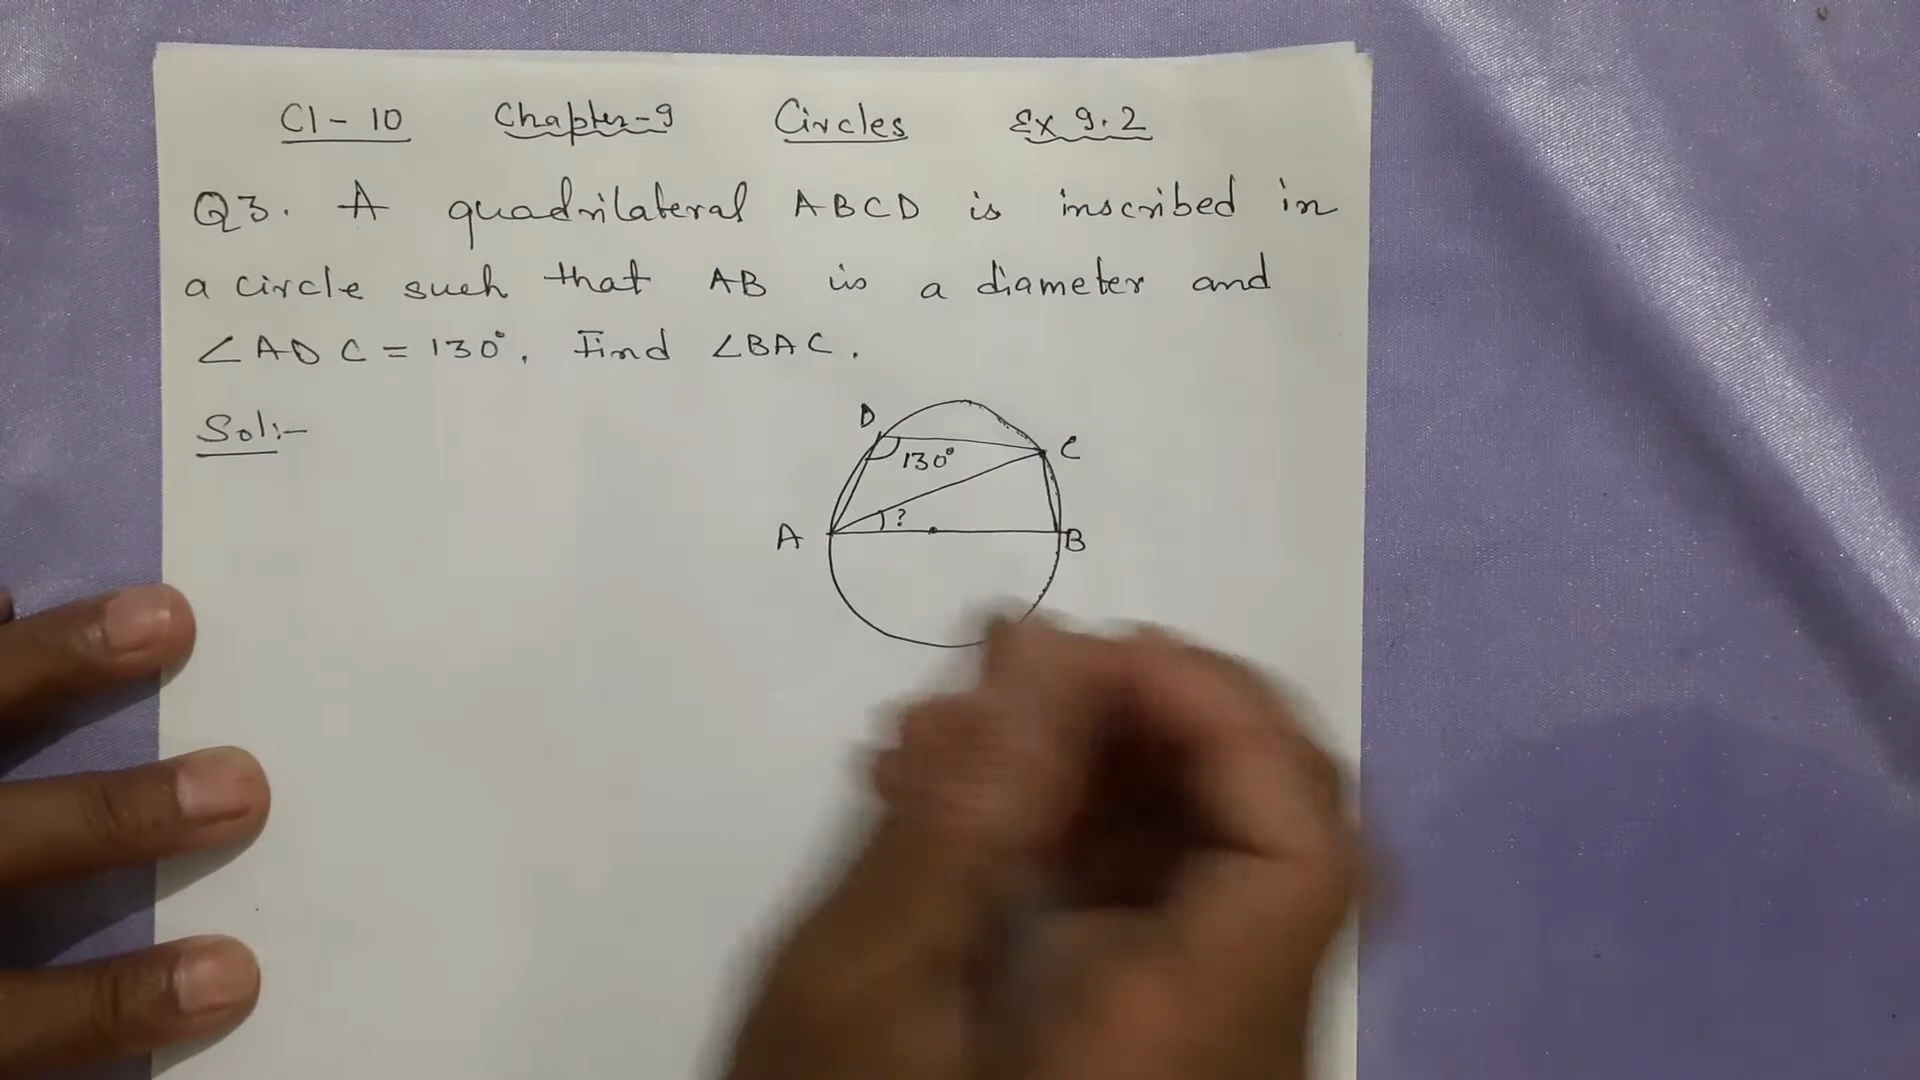 Cl - 10 Chapter-9 Circles Ex 9.2
Q3. A quadrilateral ABCD is inscribed in
a circle such that AB is a diameter and
∠ADC = 130°. Find ∠BAC.
Sol:-
D
C
130°
?
A
B